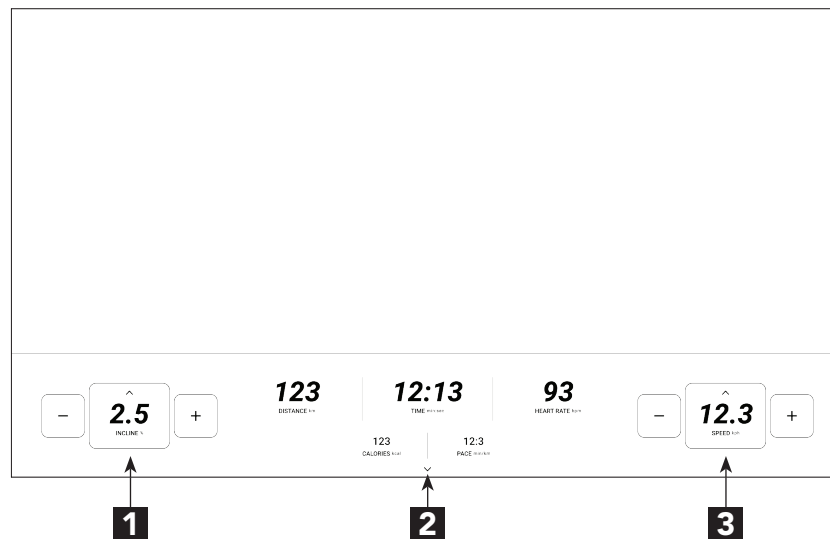 − 2.5 +
INCLINE %
123
DISTANCE km
12:13
TIME min:sec
93
HEART RATE bpm
− 12.3 +
SPEED kph
123
CALORIES kcal
12:3
PACE min/km
1
2
3